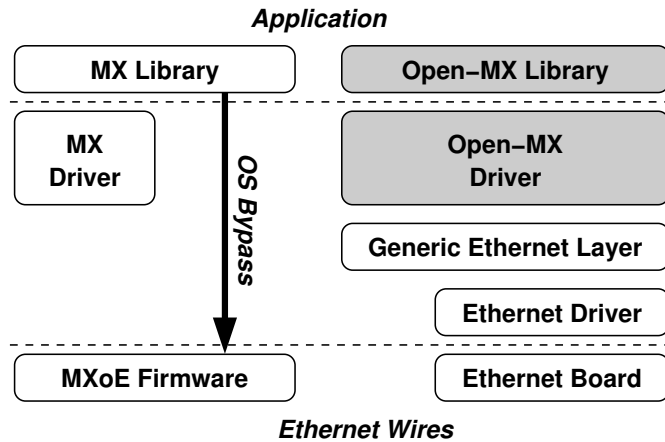 Application
MX Library
Open−MX Library
MX
Driver
OS Bypass
Open−MX
Driver
Generic Ethernet Layer
Ethernet Driver
MXoE Firmware
Ethernet Board
Ethernet Wires